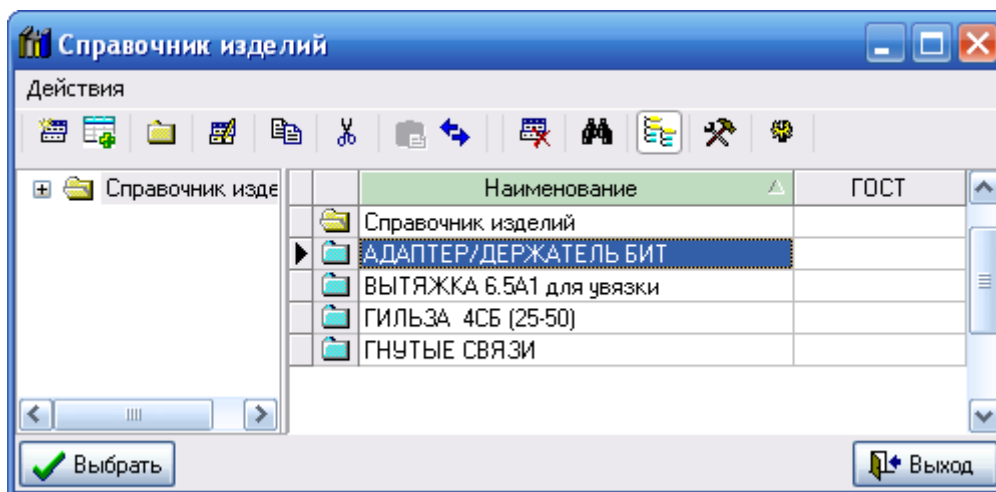 Справочник изделий
Действия
Справочник изде
Наименование
ГОСТ
Справочник изделий
АДАПТЕР/ДЕРЖАТЕЛЬ БИТ
ВЫТЯЖКА 6.5А1 для увязки
ГИЛЬЗА 4СБ (25-50)
ГНУТЫЕ СВЯЗИ
Выбрать
Выход